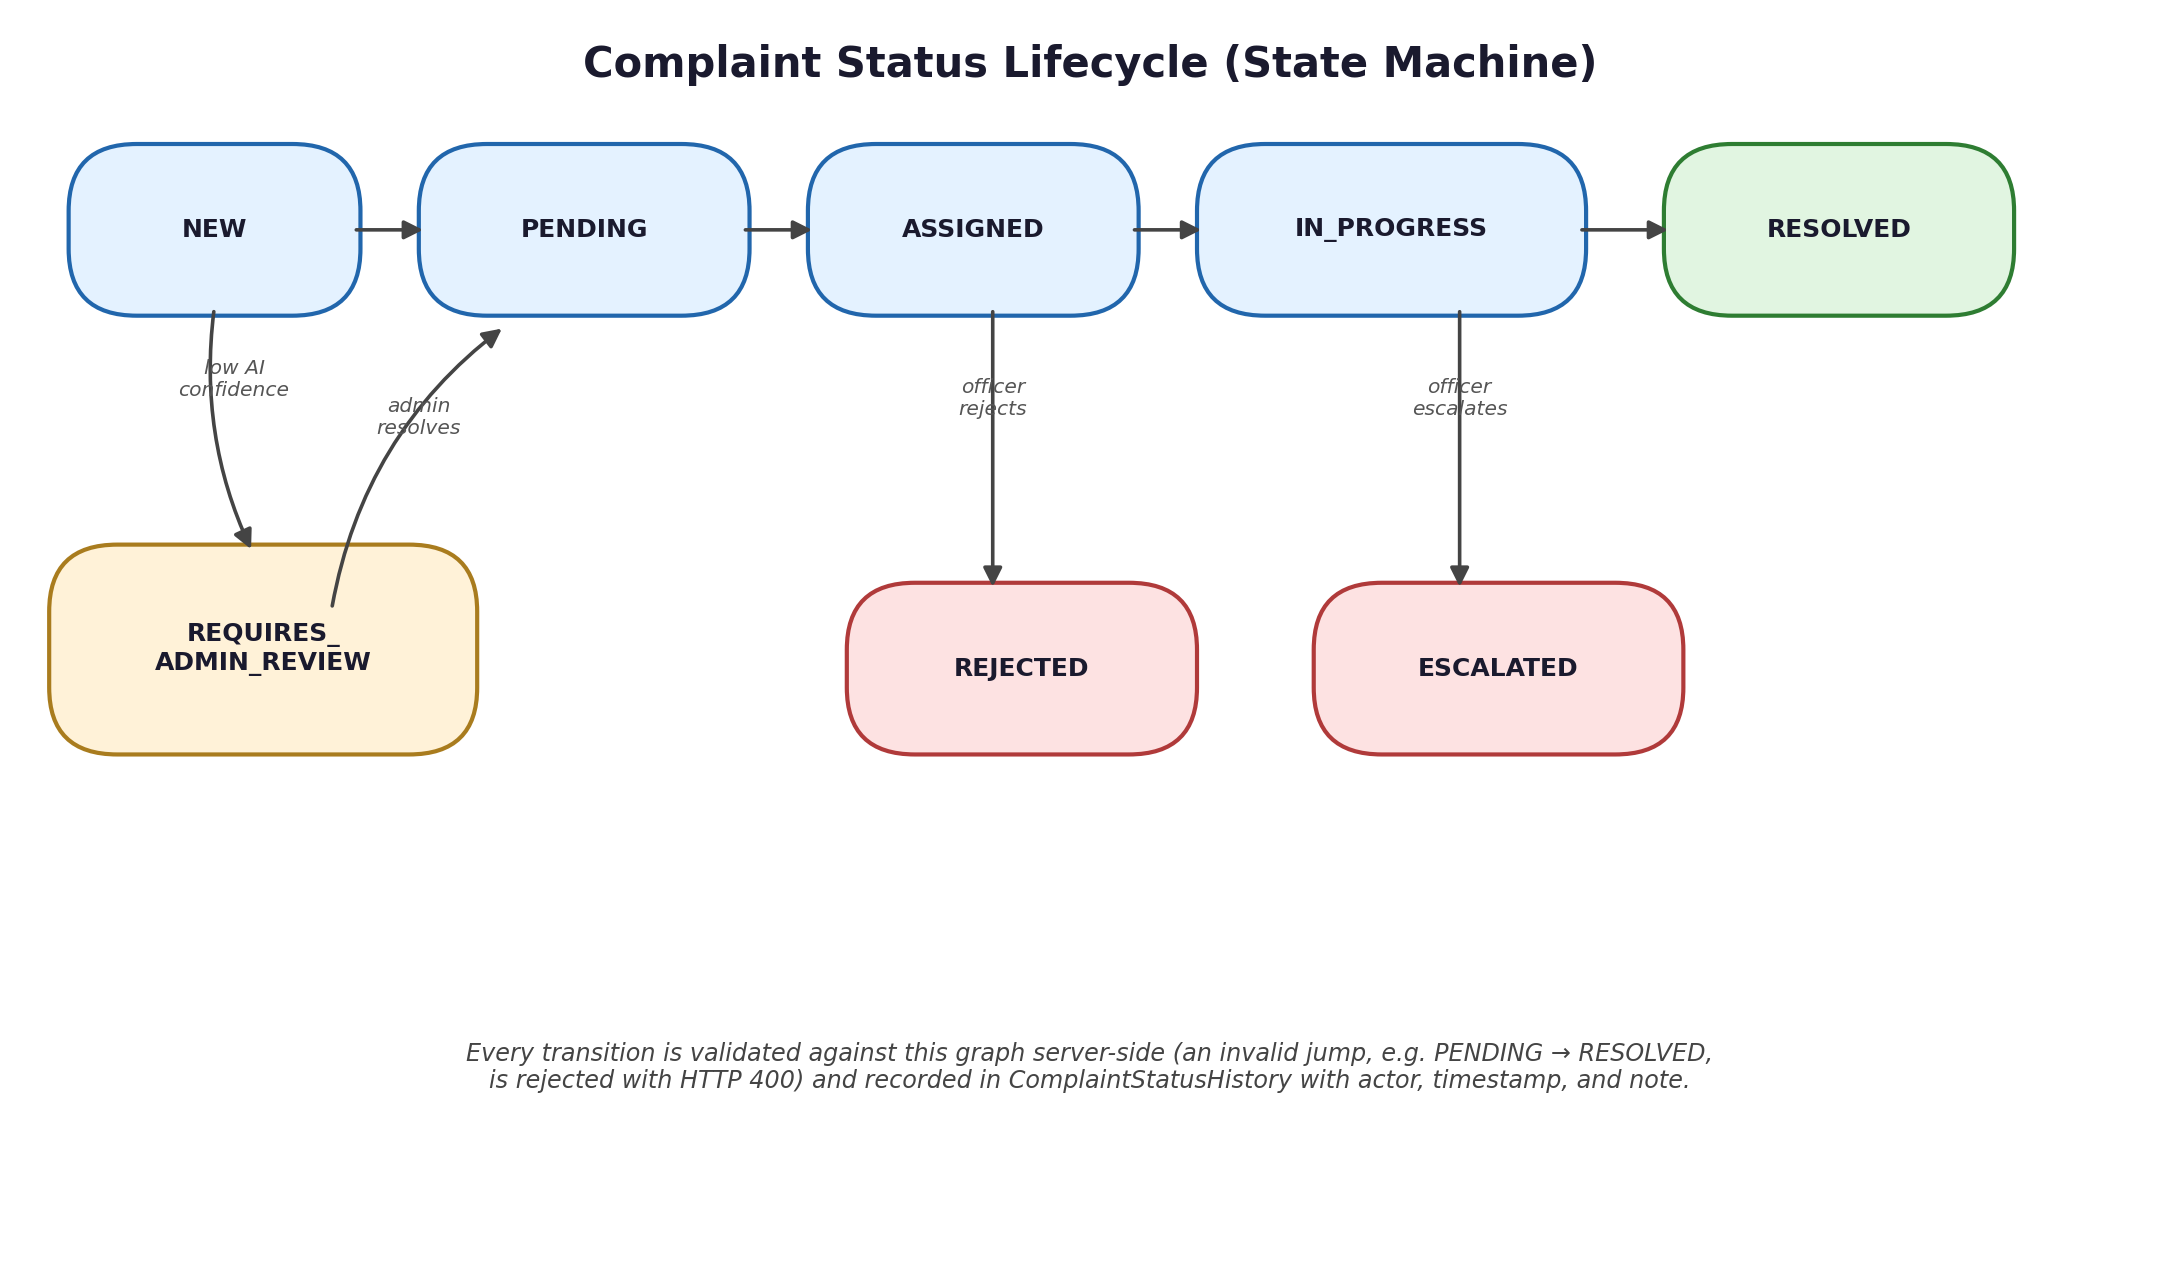 Complaint Status Lifecycle (State Machine)
NEW
PENDING
ASSIGNED
IN_PROGRESS
RESOLVED
low AI
confidence
admin
resolves
officer
rejects
officer
escalates
REQUIRES_
ADMIN_REVIEW
REJECTED
ESCALATED
Every transition is validated against this graph server-side (an invalid jump, e.g. PENDING → RESOLVED,
is rejected with HTTP 400) and recorded in ComplaintStatusHistory with actor, timestamp, and note.